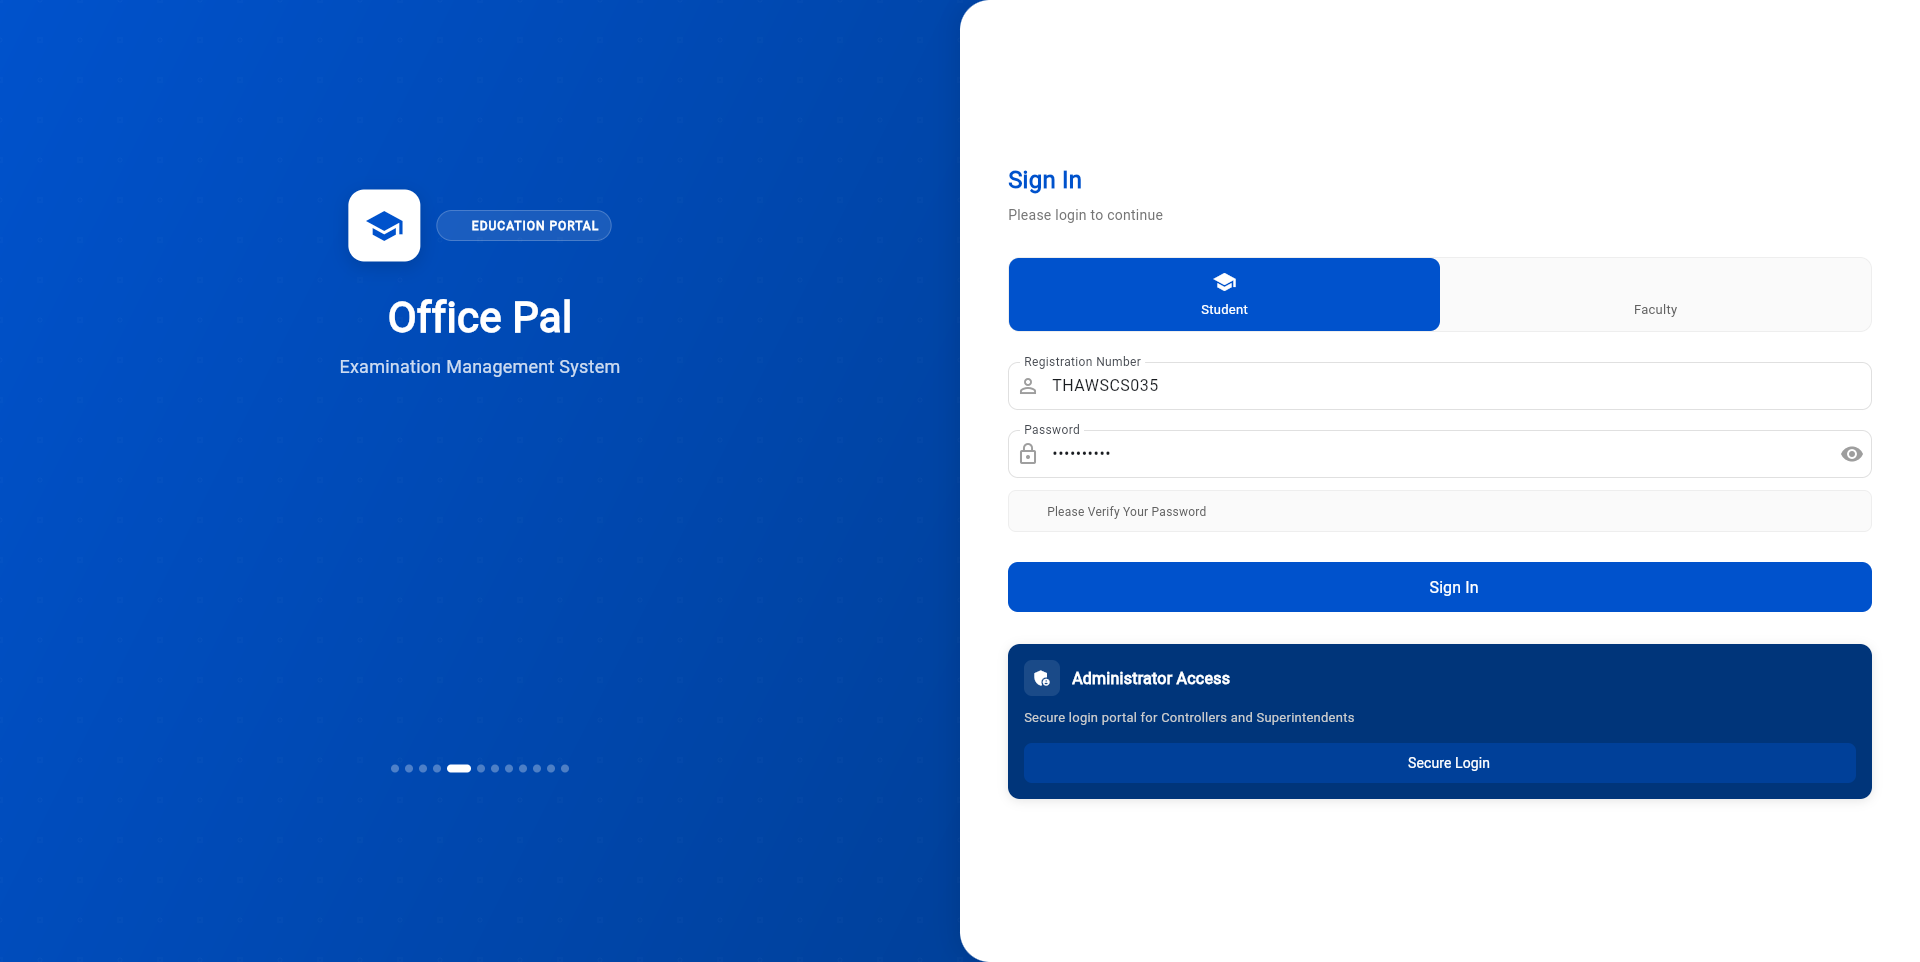 EDUCATION PORTAL
Office Pal
Examination Management System
Sign In
Please login to continue
Student
Faculty
Registration Number
THAWSCS035
Password
••••••••••
Please Verify Your Password
Sign In
Administrator Access
Secure login portal for Controllers and Superintendents
Secure Login